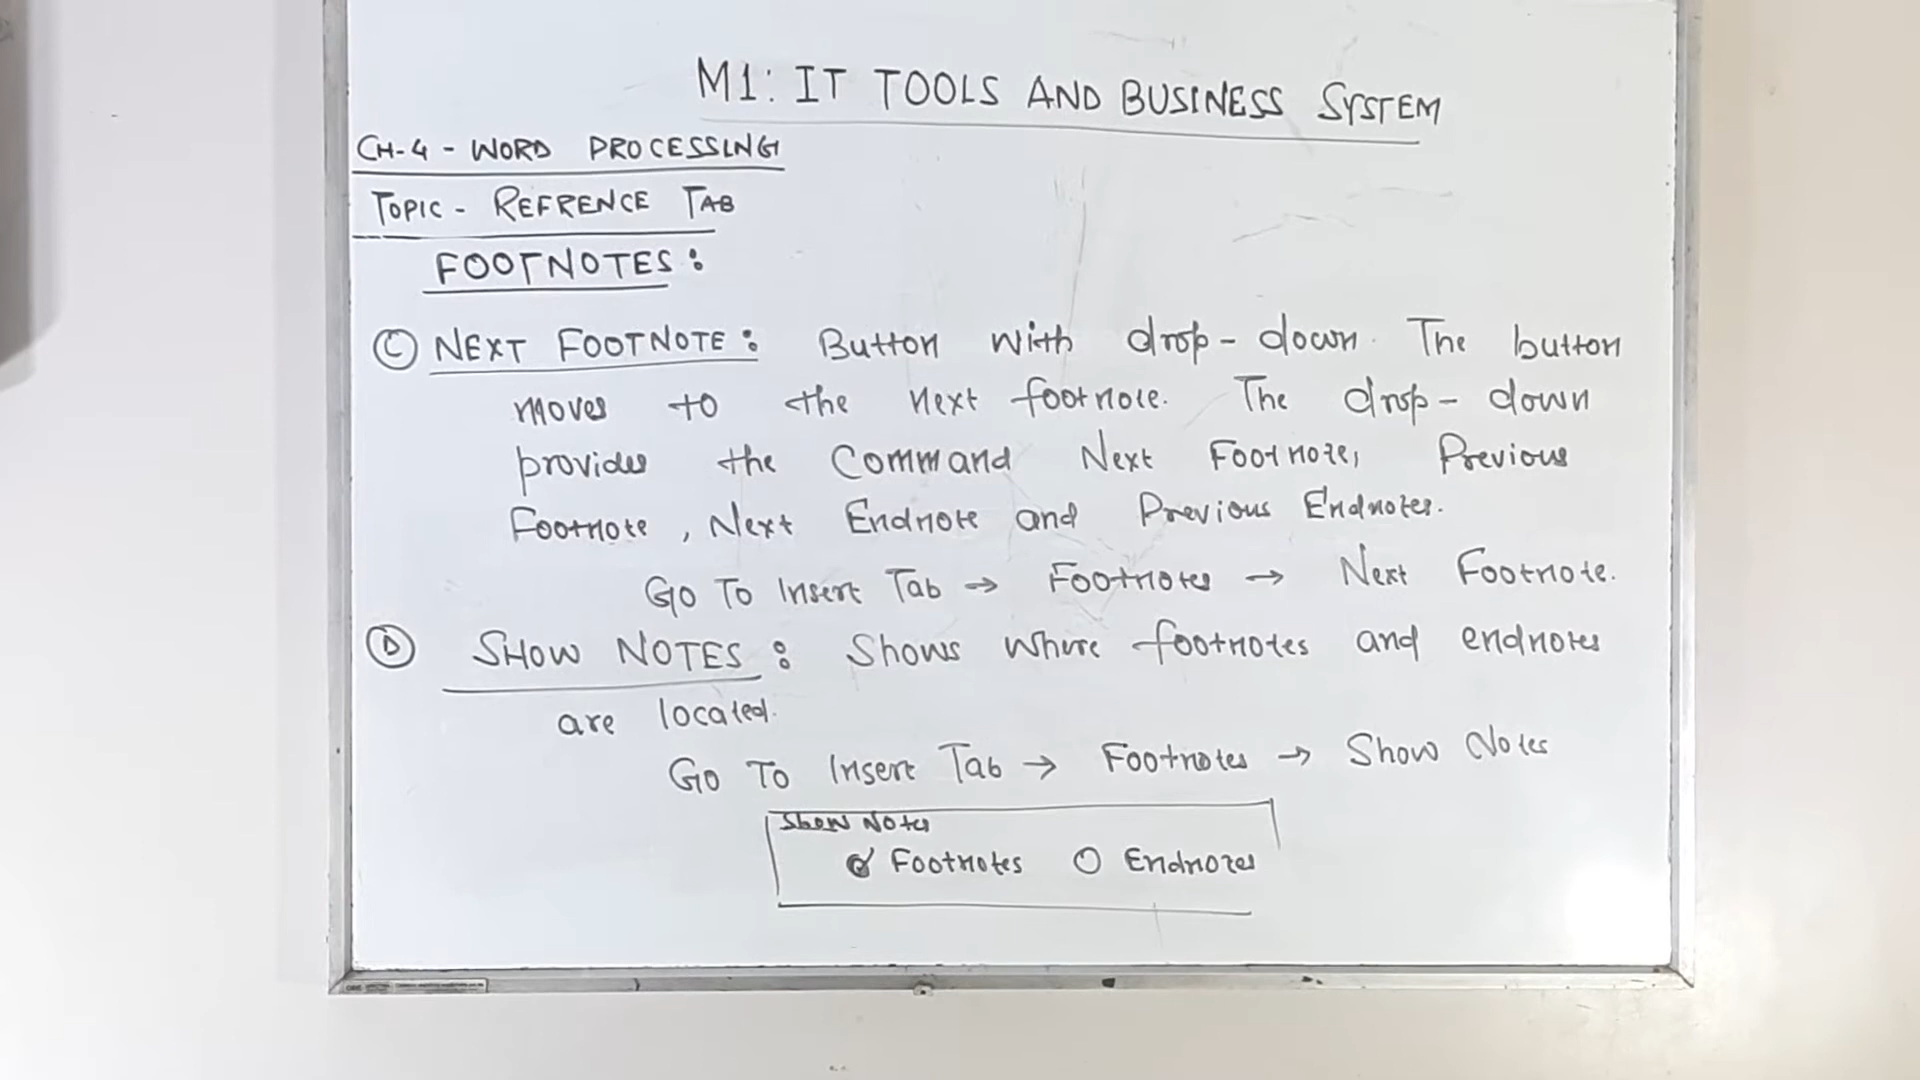 M1: IT TOOLS AND BUSINESS SYSTEM
CH-4 - WORD PROCESSING
TOPIC - REFRENCE TAB
FOOTNOTES:
(C) NEXT FOOTNOTE: Button with drop-down. The button
moves to the next footnote. The drop-down
provides the Command Next Footnote, Previous
Footnote, Next Endnote and Previous Endnotes.
Go To Insert Tab → Footnotes → Next Footnote.
(D) SHOW NOTES: Shows where footnotes and endnotes
are located.
Go To Insert Tab → Footnotes → Show Notes
Show Notes
Footnotes Endnotes